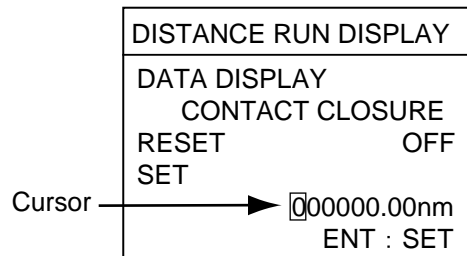 DISTANCE RUN DISPLAY
DATA DISPLAY
CONTACT CLOSURE
RESET OFF
SET
Cursor 000000.00nm
ENT : SET